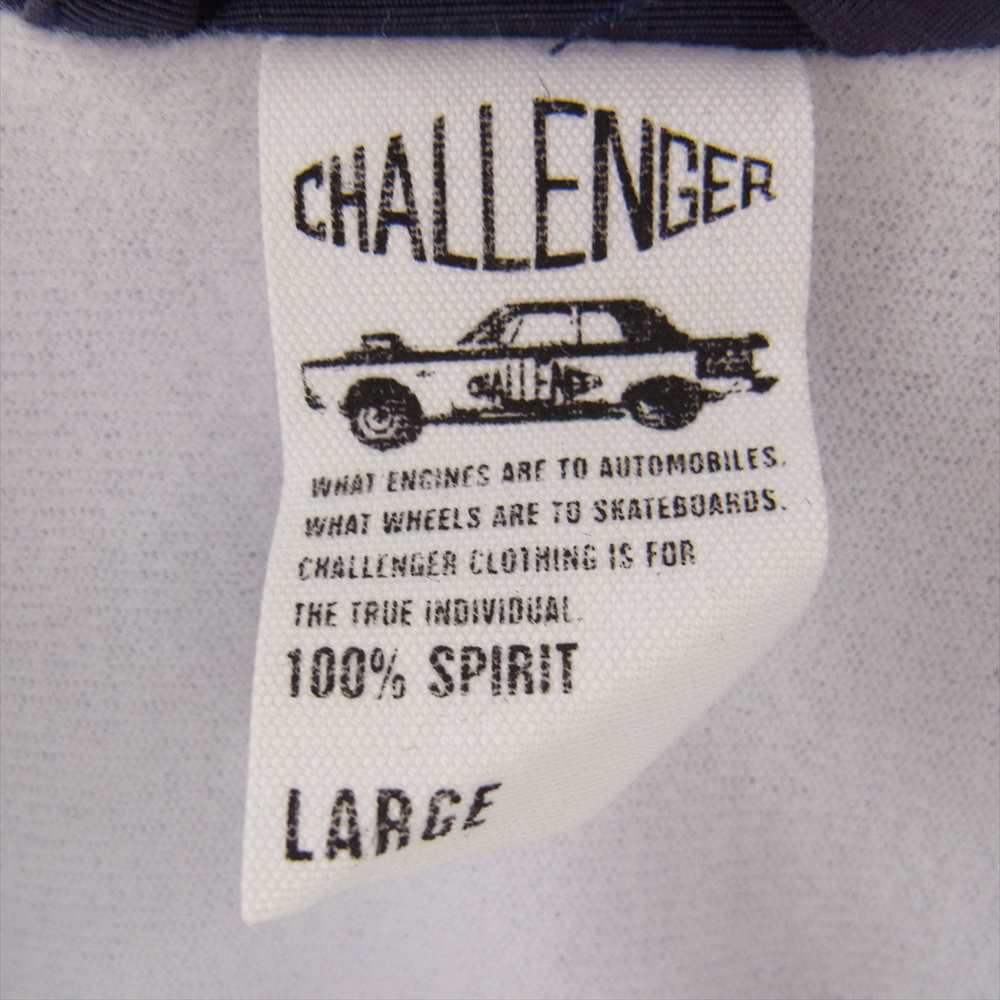 CHALLENGER
CHALLENGER
WHAT ENGINES ARE TO AUTOMOBILES.
WHAT WHEELS ARE TO SKATEBOARDS.
CHALLENGER CLOTHING IS FOR
THE TRUE INDIVIDUAL.
100% SPIRIT
LARGE